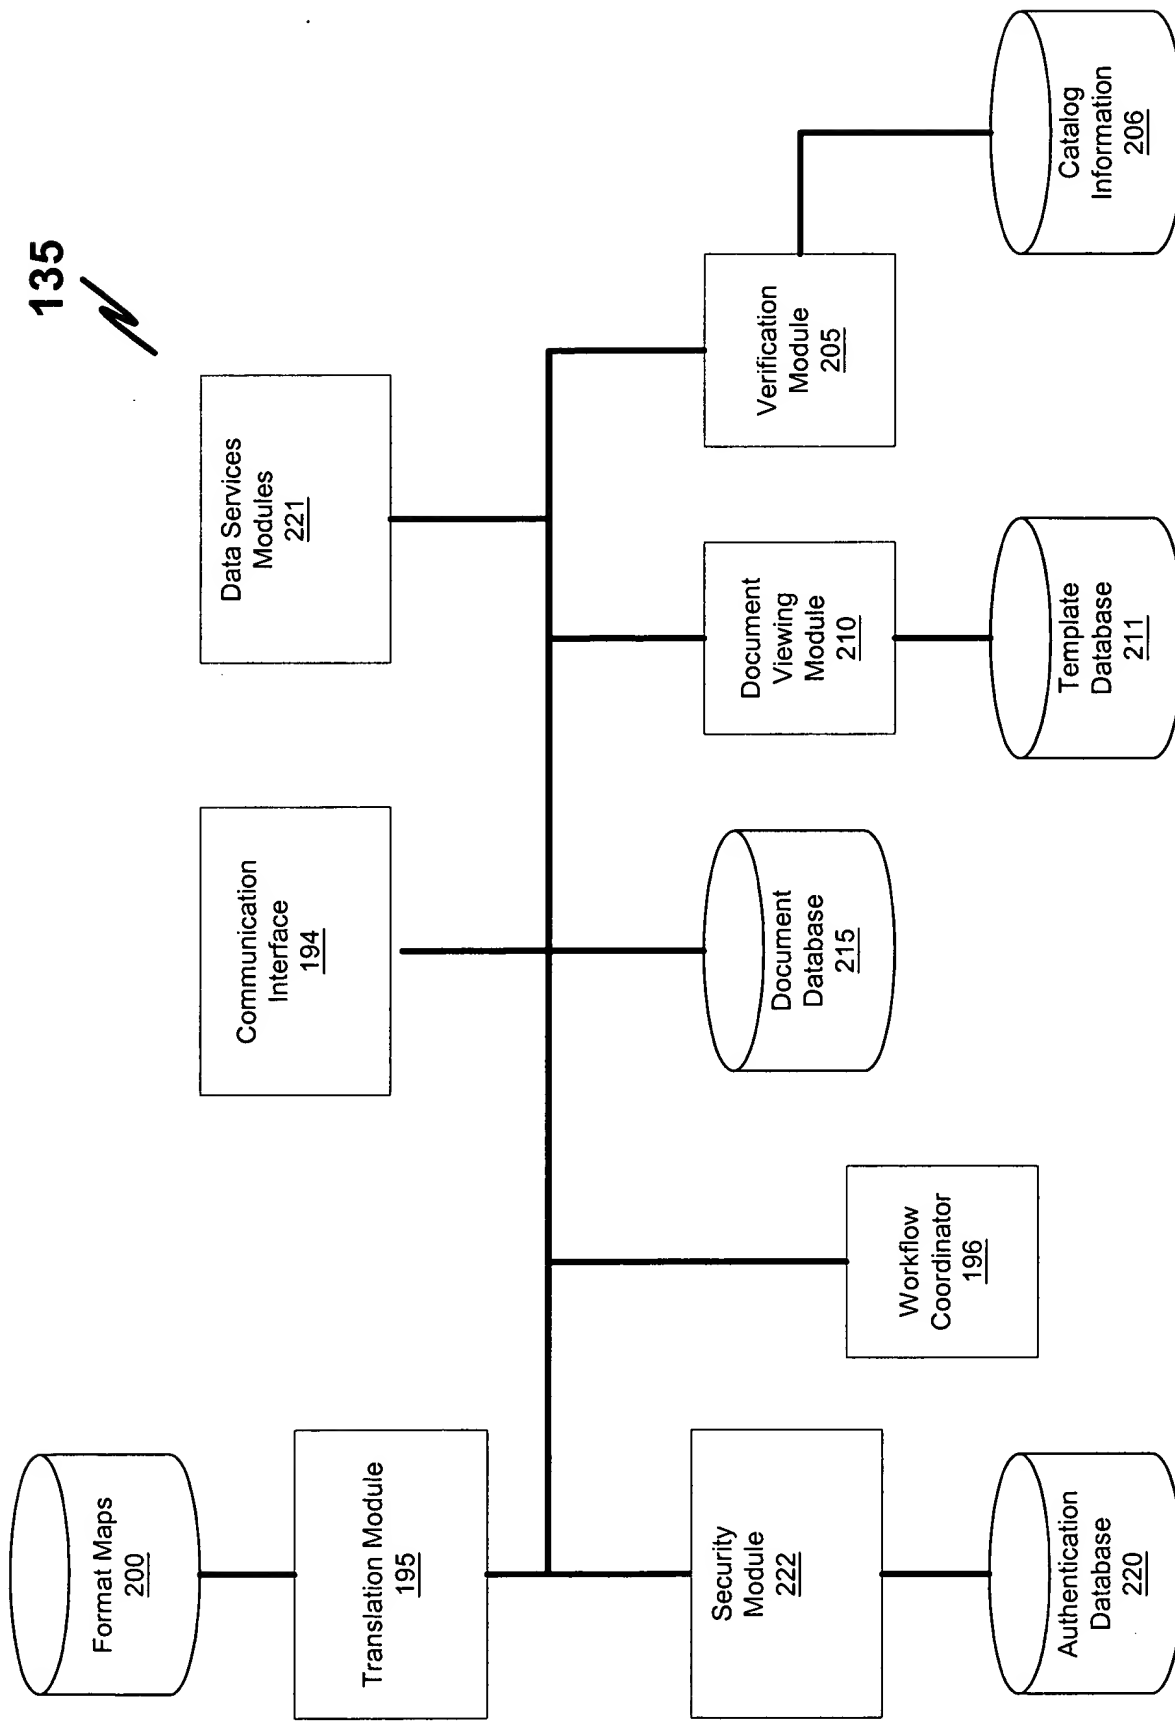 135
Format Maps
200
Translation Module
195
Communication
Interface
194
Data Services
Modules
221
Security
Module
222
Authentication
Database
220
Workflow
Coordinator
196
Document
Database
215
Document
Viewing
Module
210
Template
Database
211
Verification
Module
205
Catalog
Information
206